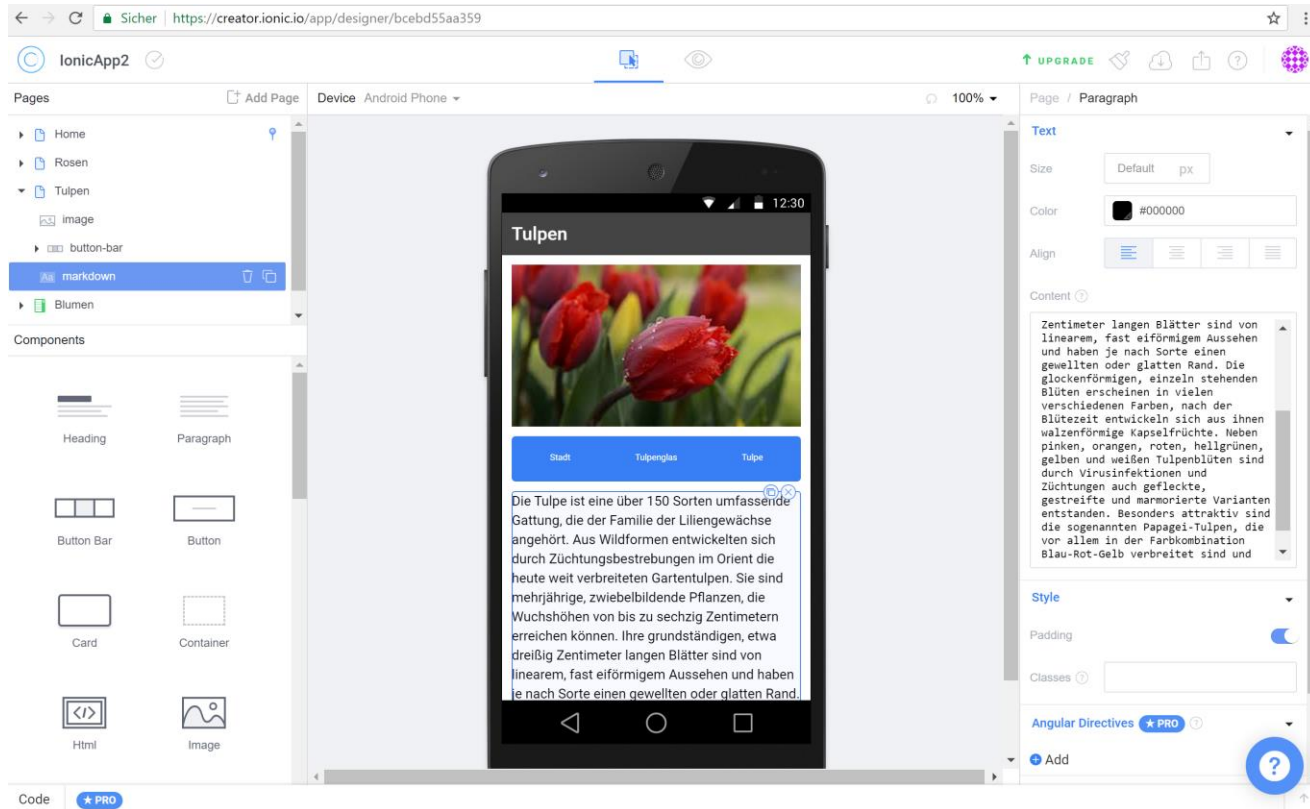 Sicher https://creator.ionic.io/app/designer/bcebd55aa359
IonicApp2
UPGRADE
Pages
Add Page
Device Android Phone
100%
Page / Paragraph
Home
Rosen
Tulpen
image
button-bar
Aa markdown
Blumen
Components
Heading
Paragraph
Button Bar
Button
Card
Container
</>
Html
Image
12:30
Tulpen
Stadt Tulpenglas Tulpe
Die Tulpe ist eine über 150 Sorten umfassende
Gattung, die der Familie der Liliengewächse
angehört. Aus Wildformen entwickelten sich
durch Züchtungsbestrebungen im Orient die
heute weit verbreiteten Gartentulpen. Sie sind
mehrjährige, zwiebelbildende Pflanzen, die
Wuchshöhen von bis zu sechzig Zentimetern
erreichen können. Ihre grundständigen, etwa
dreißig Zentimeter langen Blätter sind von
linearem, fast eiförmigem Aussehen und haben
je nach Sorte einen gewellten oder glatten Rand.
Text
Size Default px
Color #000000
Align
Content ?
Zentimeter langen Blätter sind von
linearem, fast eiförmigem Aussehen
und haben je nach Sorte einen
gewellten oder glatten Rand. Die
glockenförmigen, einzeln stehenden
Blüten erscheinen in vielen
verschiedenen Farben, nach der
Blütezeit entwickeln sich aus ihnen
walzenförmige Kapselfrüchte. Neben
pinken, orangen, roten, hellgrünen,
gelben und weißen Tulpenblüten sind
durch Virusinfektionen und
Züchtungen auch gefleckte,
gestreifte und marmorierte Varianten
entstanden. Besonders attraktiv sind
die sogenannten Papagei-Tulpen, die
vor allem in der Farbkombination
Blau-Rot-Gelb verbreitet sind und
Style
Padding
Classes ?
Angular Directives PRO ?
Add
?
Code PRO